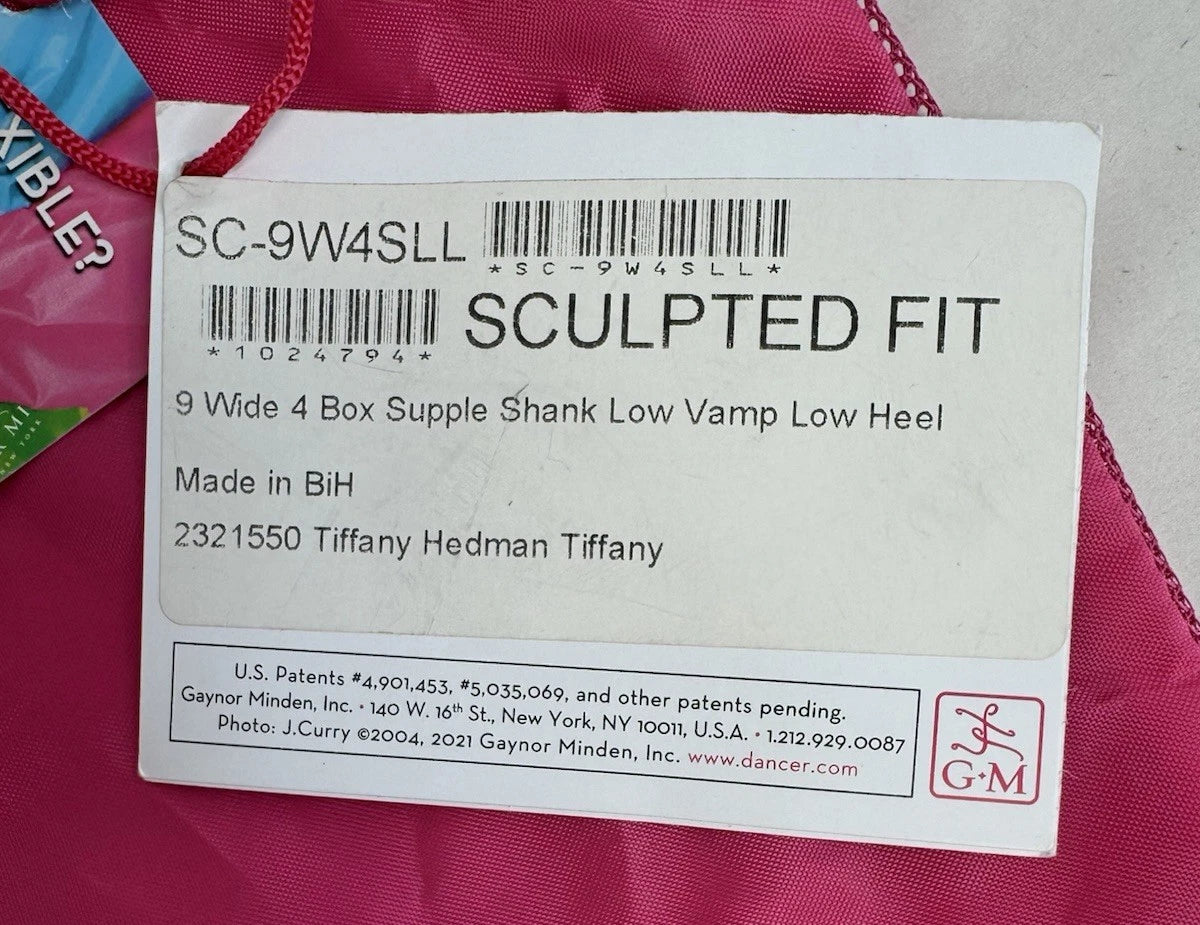 XIBLE?
SC-9W4SLL
*SC-9W4SLL*
*1024794*
SCULPTED FIT
9 Wide 4 Box Supple Shank Low Vamp Low Heel
Made in BiH
2321550 Tiffany Hedman Tiffany
U.S. Patents #4,901,453, #5,035,069, and other patents pending.
Gaynor Minden, Inc. • 140 W. 16th St., New York, NY 10011, U.S.A. • 1.212.929.0087
Photo: J.Curry ©2004, 2021 Gaynor Minden, Inc. www.dancer.com
G•M